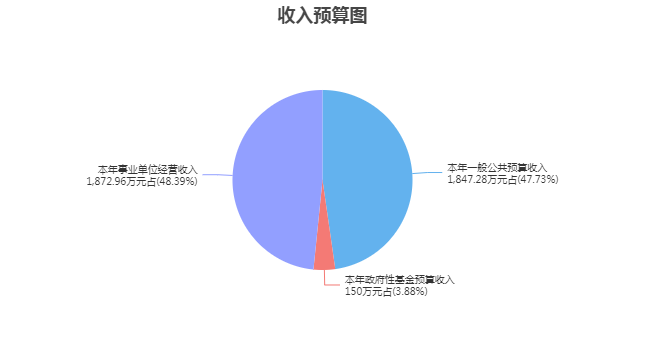 收入预算图
本年事业单位经营收入
1,872.96万元占(48.39%)
本年一般公共预算收入
1,847.28万元占(47.73%)
本年政府性基金预算收入
150万元占(3.88%)